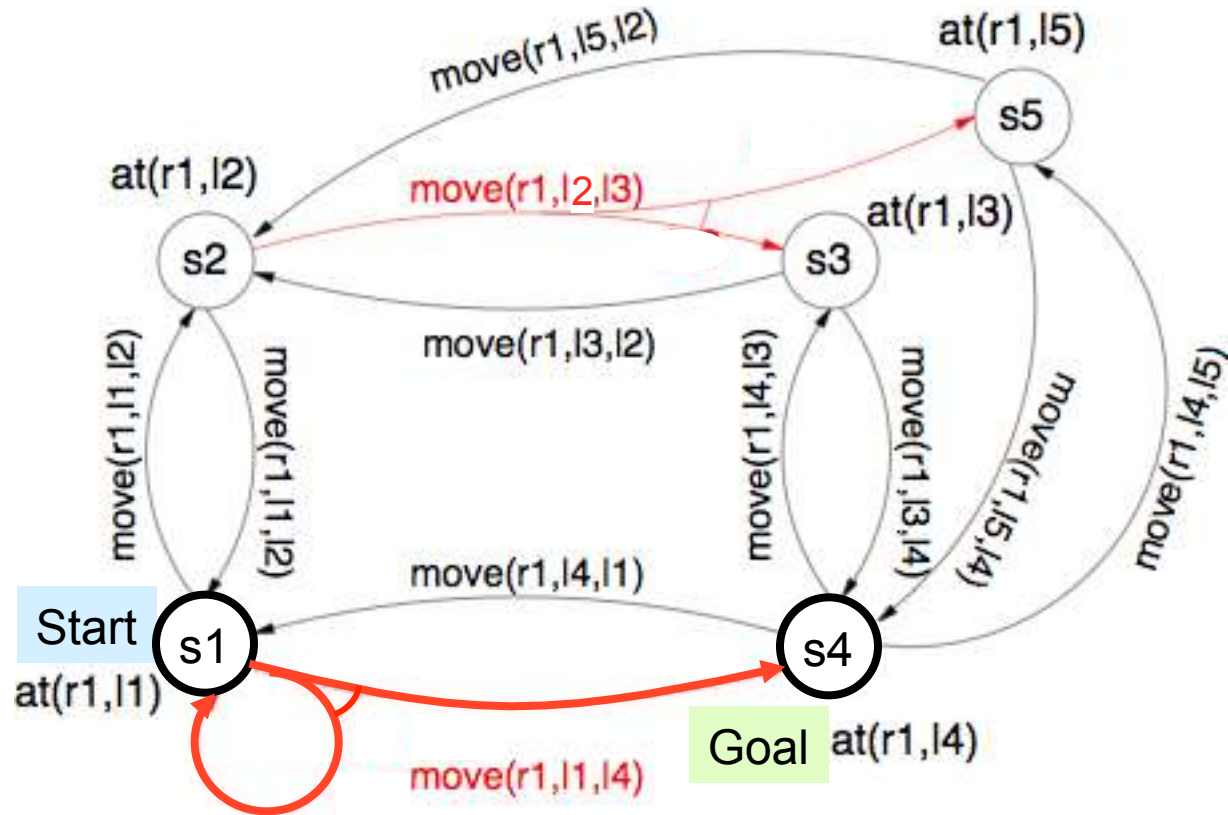 move(r1,l5,l2)
at(r1,l5)
s5
at(r1,l2)
move(r1,l2,l3)
at(r1,l3)
s2
s3
move(r1,l3,l2)
move(r1,l1,l2)
move(r1,l1,l2)
move(r1,l4,l3)
move(r1,l3,l4)
move(r1,l5,l4)
move(r1,l4,l5)
move(r1,l4,l1)
Start
s1
s4
at(r1,l1)
Goal
at(r1,l4)
move(r1,l1,l4)